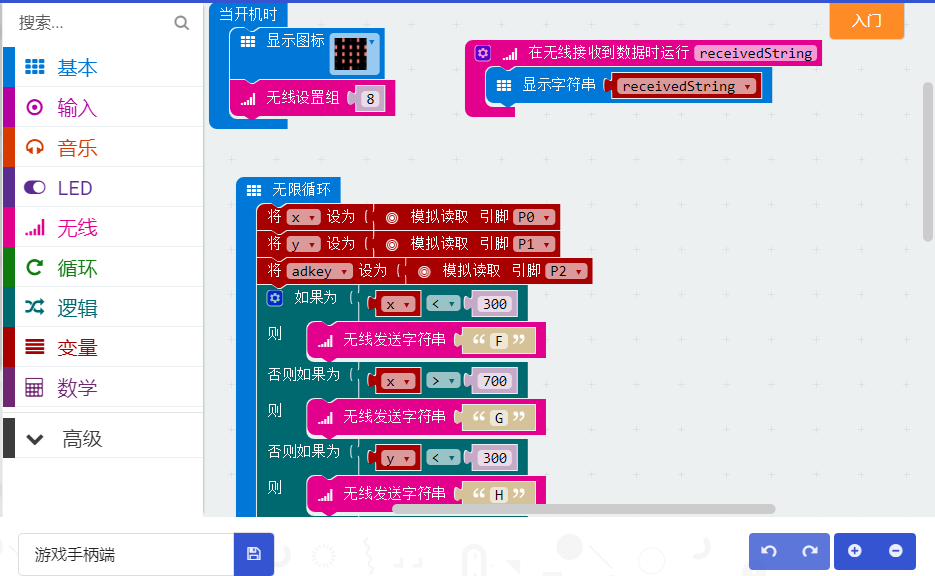 搜索...
基本
输入
音乐
LED
无线
循环
逻辑
变量
数学
高级
当开机时
显示图标
无线设置组 8
在无线接收到数据时运行 receivedString
显示字符串 receivedString
入门
无限循环
将 x 设为 模拟读取 引脚 P0
将 y 设为 模拟读取 引脚 P1
将 adkey 设为 模拟读取 引脚 P2
如果为 x < 300
则 无线发送字符串 “ F ”
否则如果为 x > 700
则 无线发送字符串 “ G ”
否则如果为 y < 300
则 无线发送字符串 “ H ”
游戏手柄端